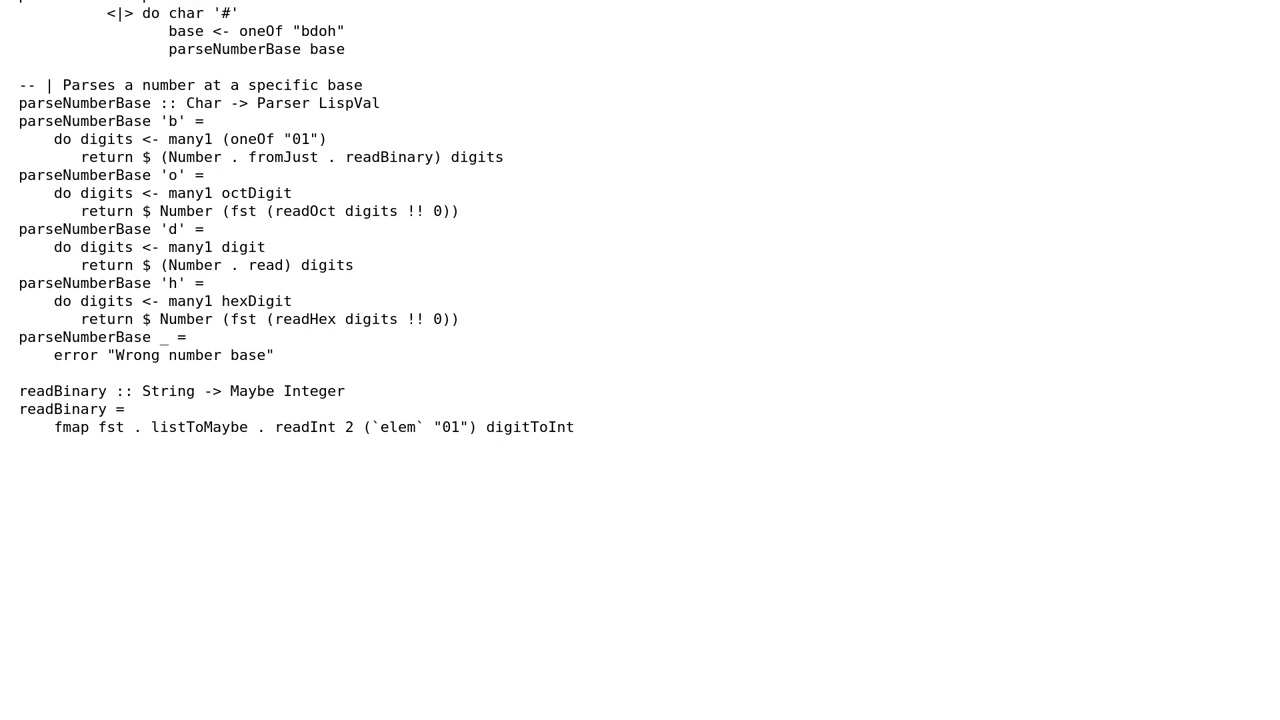 <|> do char '#'
base <- oneOf "bdoh"
parseNumberBase base
-- | Parses a number at a specific base
parseNumberBase :: Char -> Parser LispVal
parseNumberBase 'b' =
do digits <- many1 (oneOf "01")
return $ (Number . fromJust . readBinary) digits
parseNumberBase 'o' =
do digits <- many1 octDigit
return $ Number (fst (readOct digits !! 0))
parseNumberBase 'd' =
do digits <- many1 digit
return $ (Number . read) digits
parseNumberBase 'h' =
do digits <- many1 hexDigit
return $ Number (fst (readHex digits !! 0))
parseNumberBase _ =
error "Wrong number base"
readBinary :: String -> Maybe Integer
readBinary =
fmap fst . listToMaybe . readInt 2 (`elem` "01") digitToInt